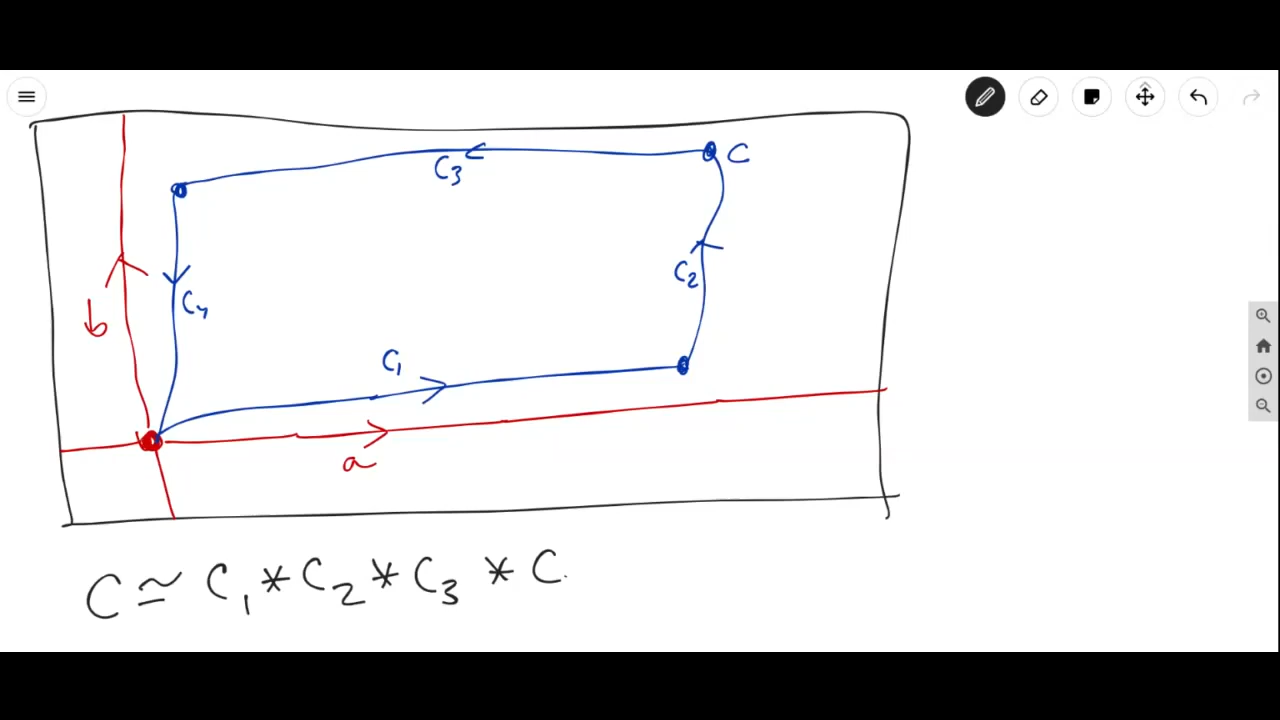 C
C₃
C₂
C₄
b
C₁
a
C ≃ C₁ * C₂ * C₃ * C